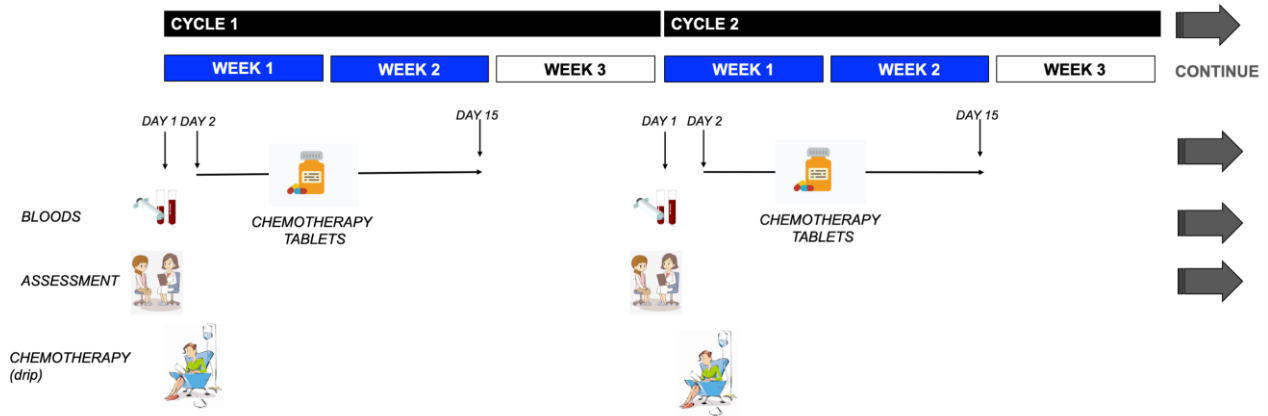 CYCLE 1 CYCLE 2
WEEK 1 WEEK 2 WEEK 3 WEEK 1 WEEK 2 WEEK 3 CONTINUE
DAY 1 DAY 2 DAY 15 DAY 1 DAY 2 DAY 15
BLOODS
CHEMOTHERAPY TABLETS
CHEMOTHERAPY TABLETS
ASSESSMENT
CHEMOTHERAPY
(drip)